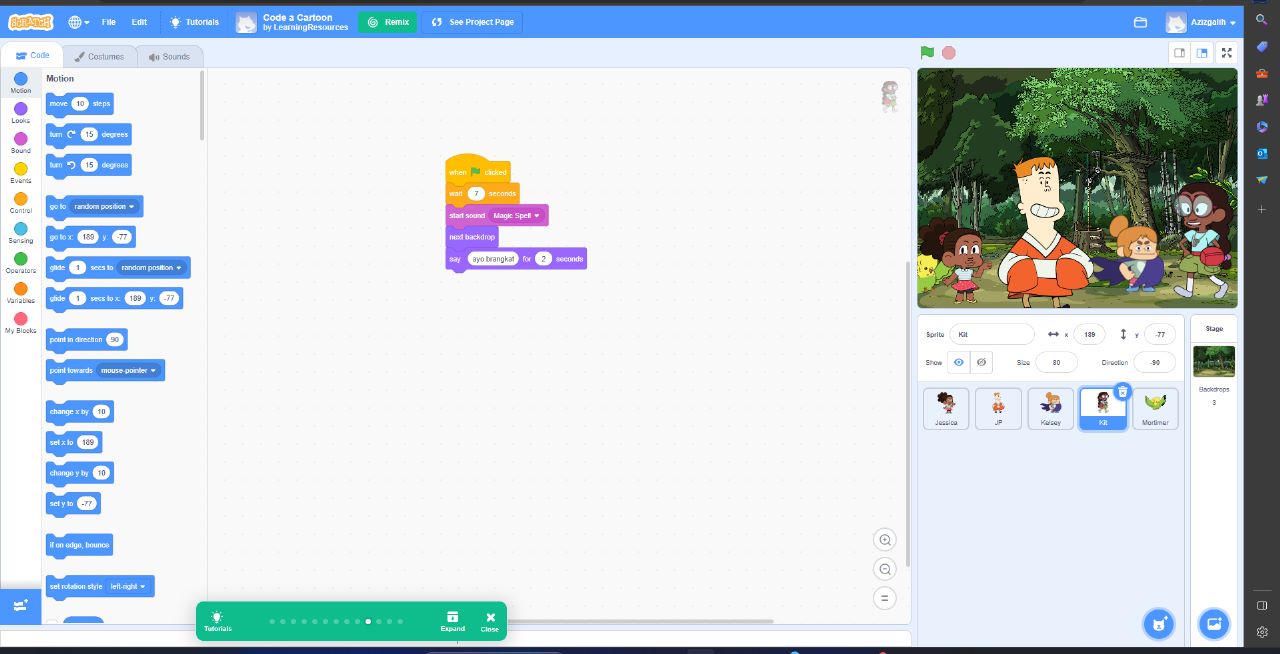 SCRATCH
File
Edit
Tutorials
Code a Cartoon
by LearningResources
Remix
See Project Page
Azizgalih
Code
Costumes
Sounds
Motion
Looks
Sound
Events
Control
Sensing
Operators
Variables
My Blocks
Motion
move 10 steps
turn 15 degrees
turn 15 degrees
go to random position
go to x: 189 y: -77
glide 1 secs to random position
glide 1 secs to x: 189 y: -77
point in direction 90
point towards mouse-pointer
change x by 10
set x to 189
change y by 10
set y to -77
if on edge, bounce
set rotation style left-right
when clicked
wait 7 seconds
start sound Magic Spell
next backdrop
say ayo brangkat for 2 seconds
Tutorials
Expand
Close
Sprite Kit x 189 y -77
Show Size 80 Direction -90
Jessica
JP
Kelsey
Kit
Mortimer
Stage
Backdrops
3